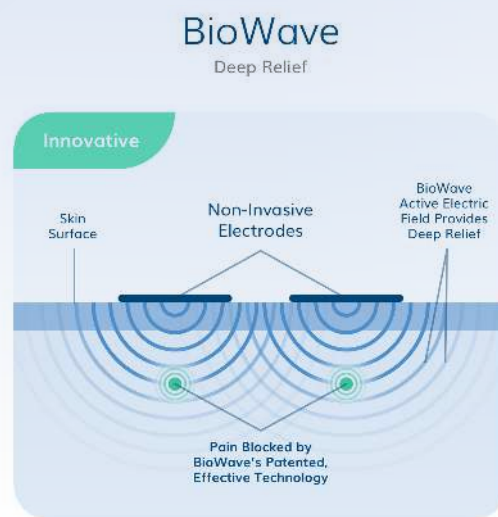 BioWave
Deep Relief
Innovative
Skin
Surface
Non-Invasive
Electrodes
BioWave
Active Electric
Field Provides
Deep Relief
Pain Blocked by
BioWave's Patented,
Effective Technology